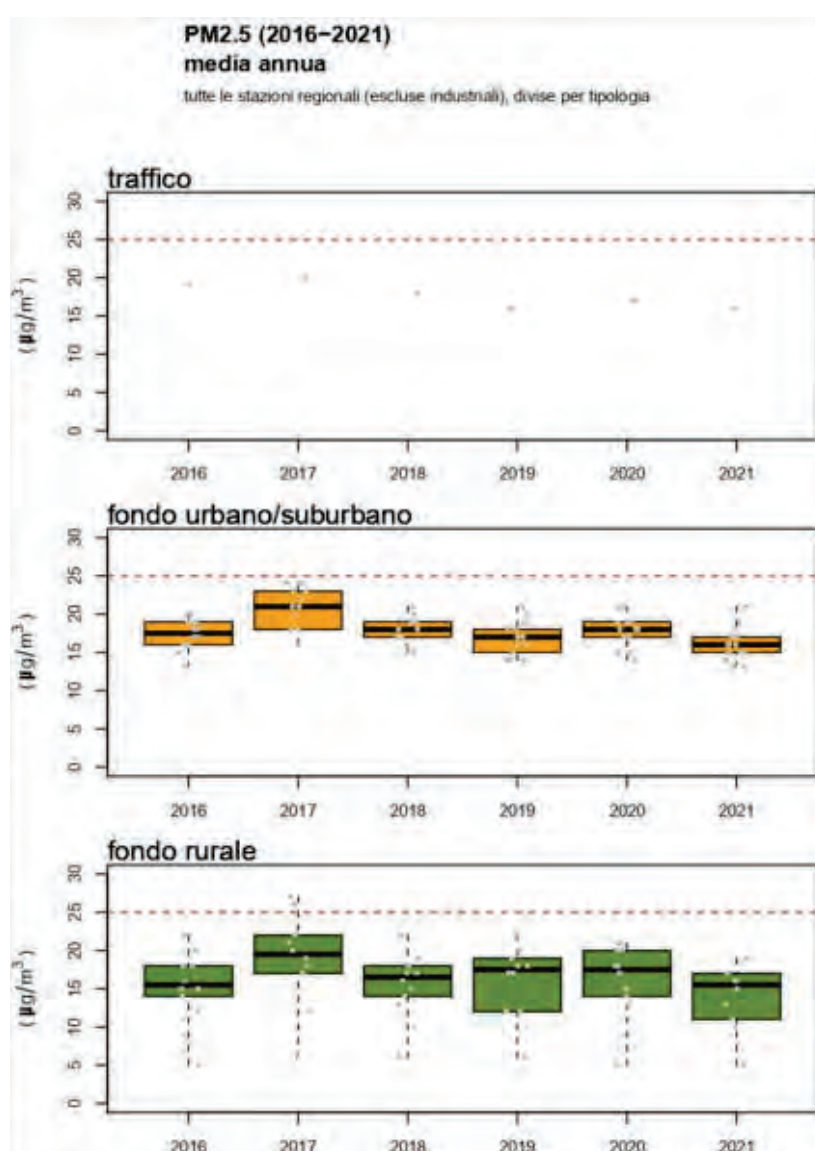 PM2.5 (2016−2021)
media annua
tutte le stazioni regionali (escluse industriali), divise per tipologia
traffico
30
25
20
15
10
5
0
(µg/m³)
2016 2017 2018 2019 2020 2021
fondo urbano/suburbano
30
25
20
15
10
5
0
(µg/m³)
2016 2017 2018 2019 2020 2021
fondo rurale
30
25
20
15
10
5
0
(µg/m³)
2016 2017 2018 2019 2020 2021